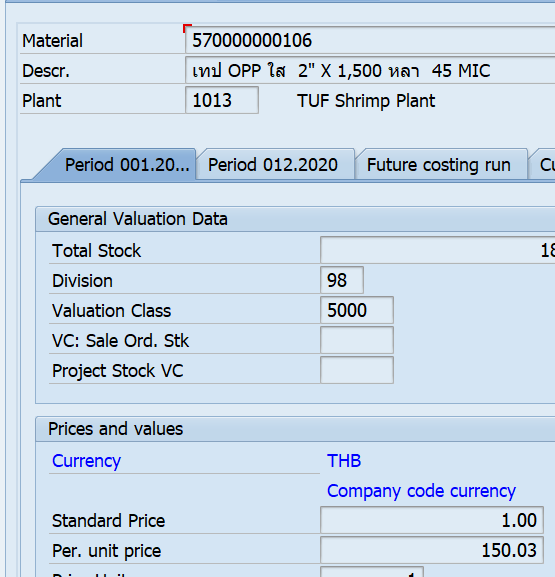 Material 570000000106
Descr. เทป OPP ใส 2" X 1,500 หลา 45 MIC
Plant 1013 TUF Shrimp Plant
Period 001.20... Period 012.2020 Future costing run
General Valuation Data
Total Stock
Division 98
Valuation Class 5000
VC: Sale Ord. Stk
Project Stock VC
Prices and values
Currency THB
Company code currency
Standard Price 1.00
Per. unit price 150.03